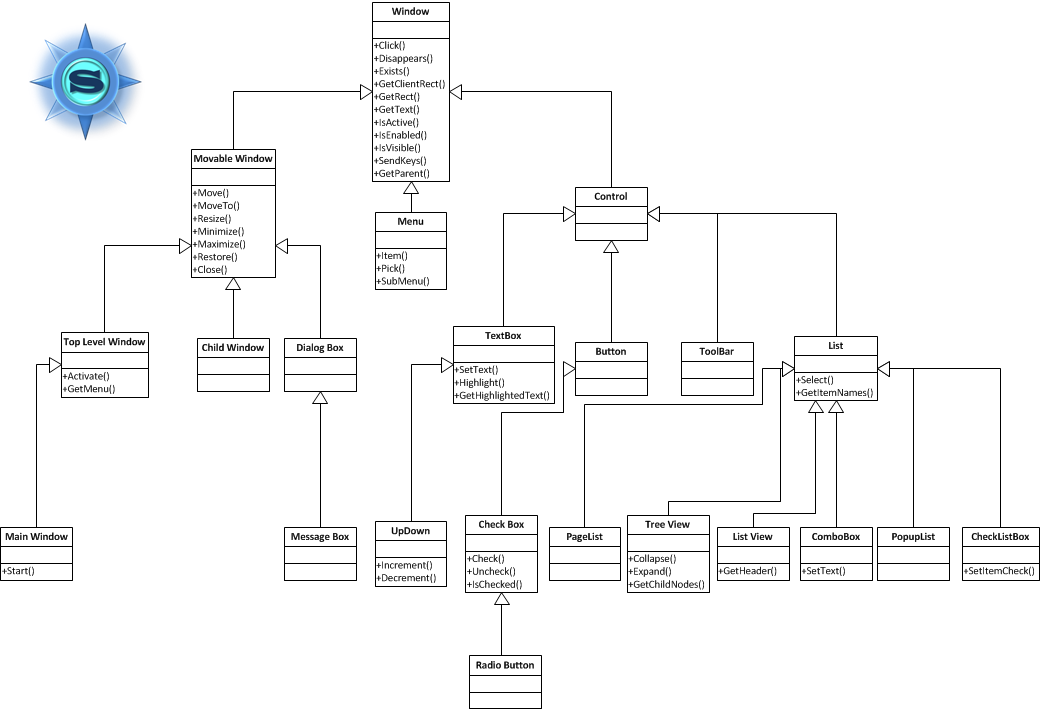 S
Window
+Click()
+Disappears()
+Exists()
+GetClientRect()
+GetRect()
+GetText()
+IsActive()
+IsEnabled()
+IsVisible()
+SendKeys()
+GetParent()
Movable Window
+Move()
+MoveTo()
+Resize()
+Minimize()
+Maximize()
+Restore()
+Close()
Menu
+Item()
+Pick()
+SubMenu()
Control
Top Level Window
+Activate()
+GetMenu()
Child Window
Dialog Box
TextBox
+SetText()
+Highlight()
+GetHighlightedText()
Button
ToolBar
List
+Select()
+GetItemNames()
Main Window
+Start()
Message Box
UpDown
+Increment()
+Decrement()
Check Box
+Check()
+Uncheck()
+IsChecked()
PageList
Tree View
+Collapse()
+Expand()
+GetChildNodes()
List View
+GetHeader()
ComboBox
+SetText()
PopupList
CheckListBox
+SetItemCheck()
Radio Button